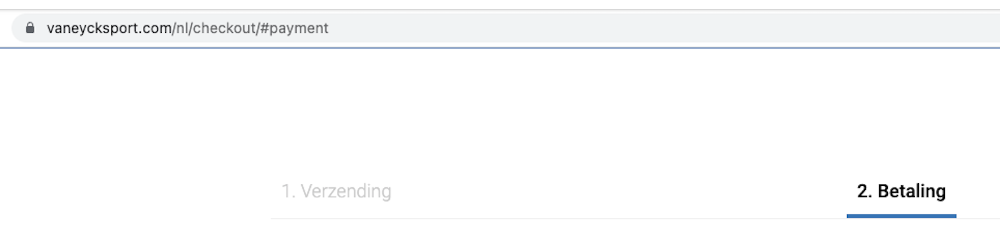 vaneycksport.com/nl/checkout/#payment
1. Verzending
2. Betaling